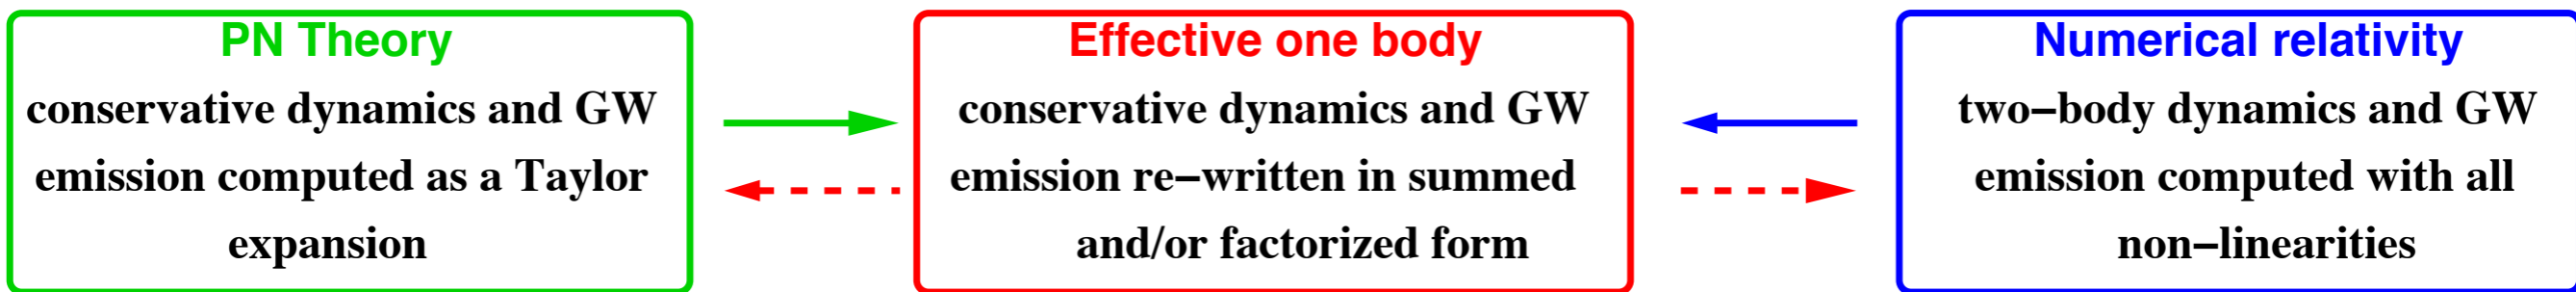 PN Theory
conservative dynamics and GW
emission computed as a Taylor
expansion
Effective one body
conservative dynamics and GW
emission re−written in summed
and/or factorized form
Numerical relativity
two−body dynamics and GW
emission computed with all
non−linearities